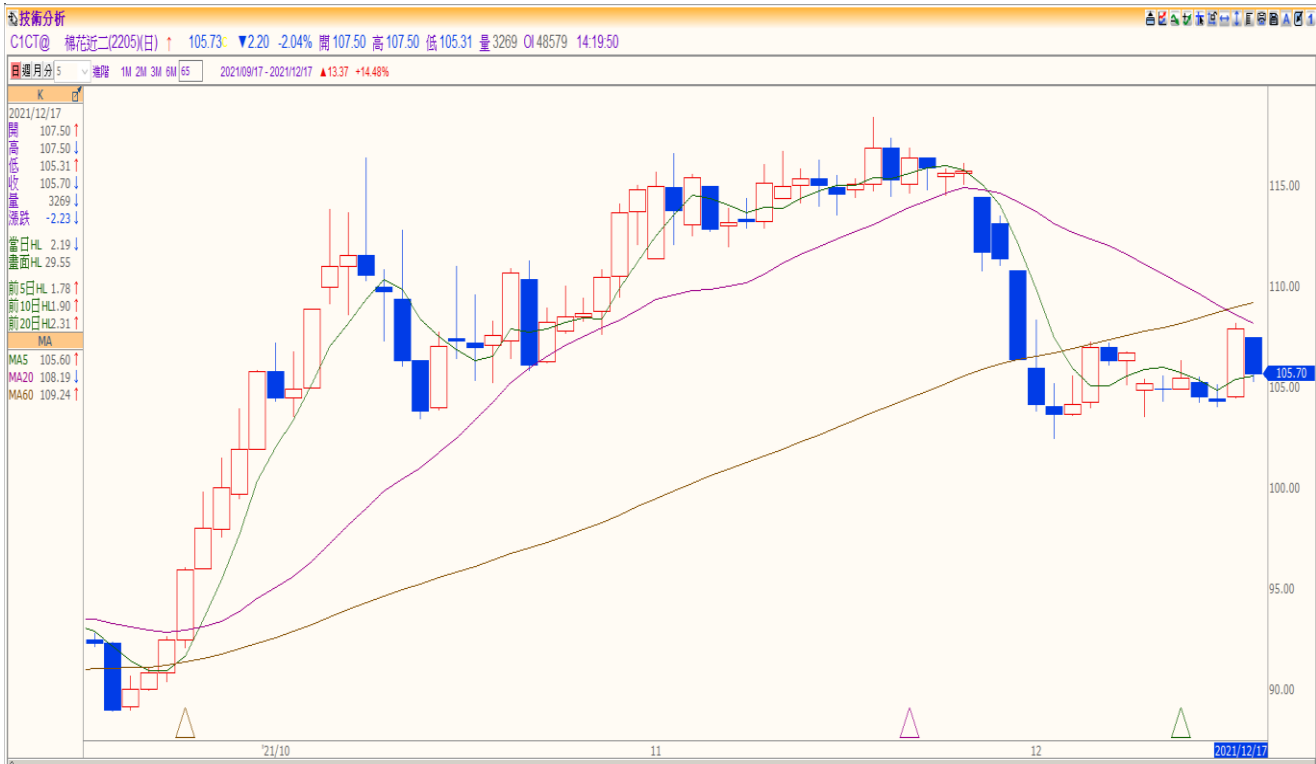 技術分析
C1CT@ 棉花近二(2205)(日) ↑ 105.73 ▼2.20 -2.04% 開 107.50 高 107.50 低 105.31 量 3269 OI 48579 14:19:50
日 週 月 分 5 進階 1M 2M 3M 6M 65 2021/09/17 - 2021/12/17 ▲13.37 +14.48%
K
2021/12/17
開 107.50 ↑
高 107.50 ↓
低 105.31 ↑
收 105.70 ↓
量 3269 ↓
漲跌 -2.23 ↓
當日HL 2.19 ↓
畫面HL 29.55
前5日HL 1.78 ↑
前10日HL1.90 ↑
前20日HL2.31 ↑
MA
MA5 105.60 ↑
MA20 108.19 ↓
MA60 109.24 ↑
115.00
110.00
105.70
105.00
100.00
95.00
90.00
'21/10
11
12
2021/12/17